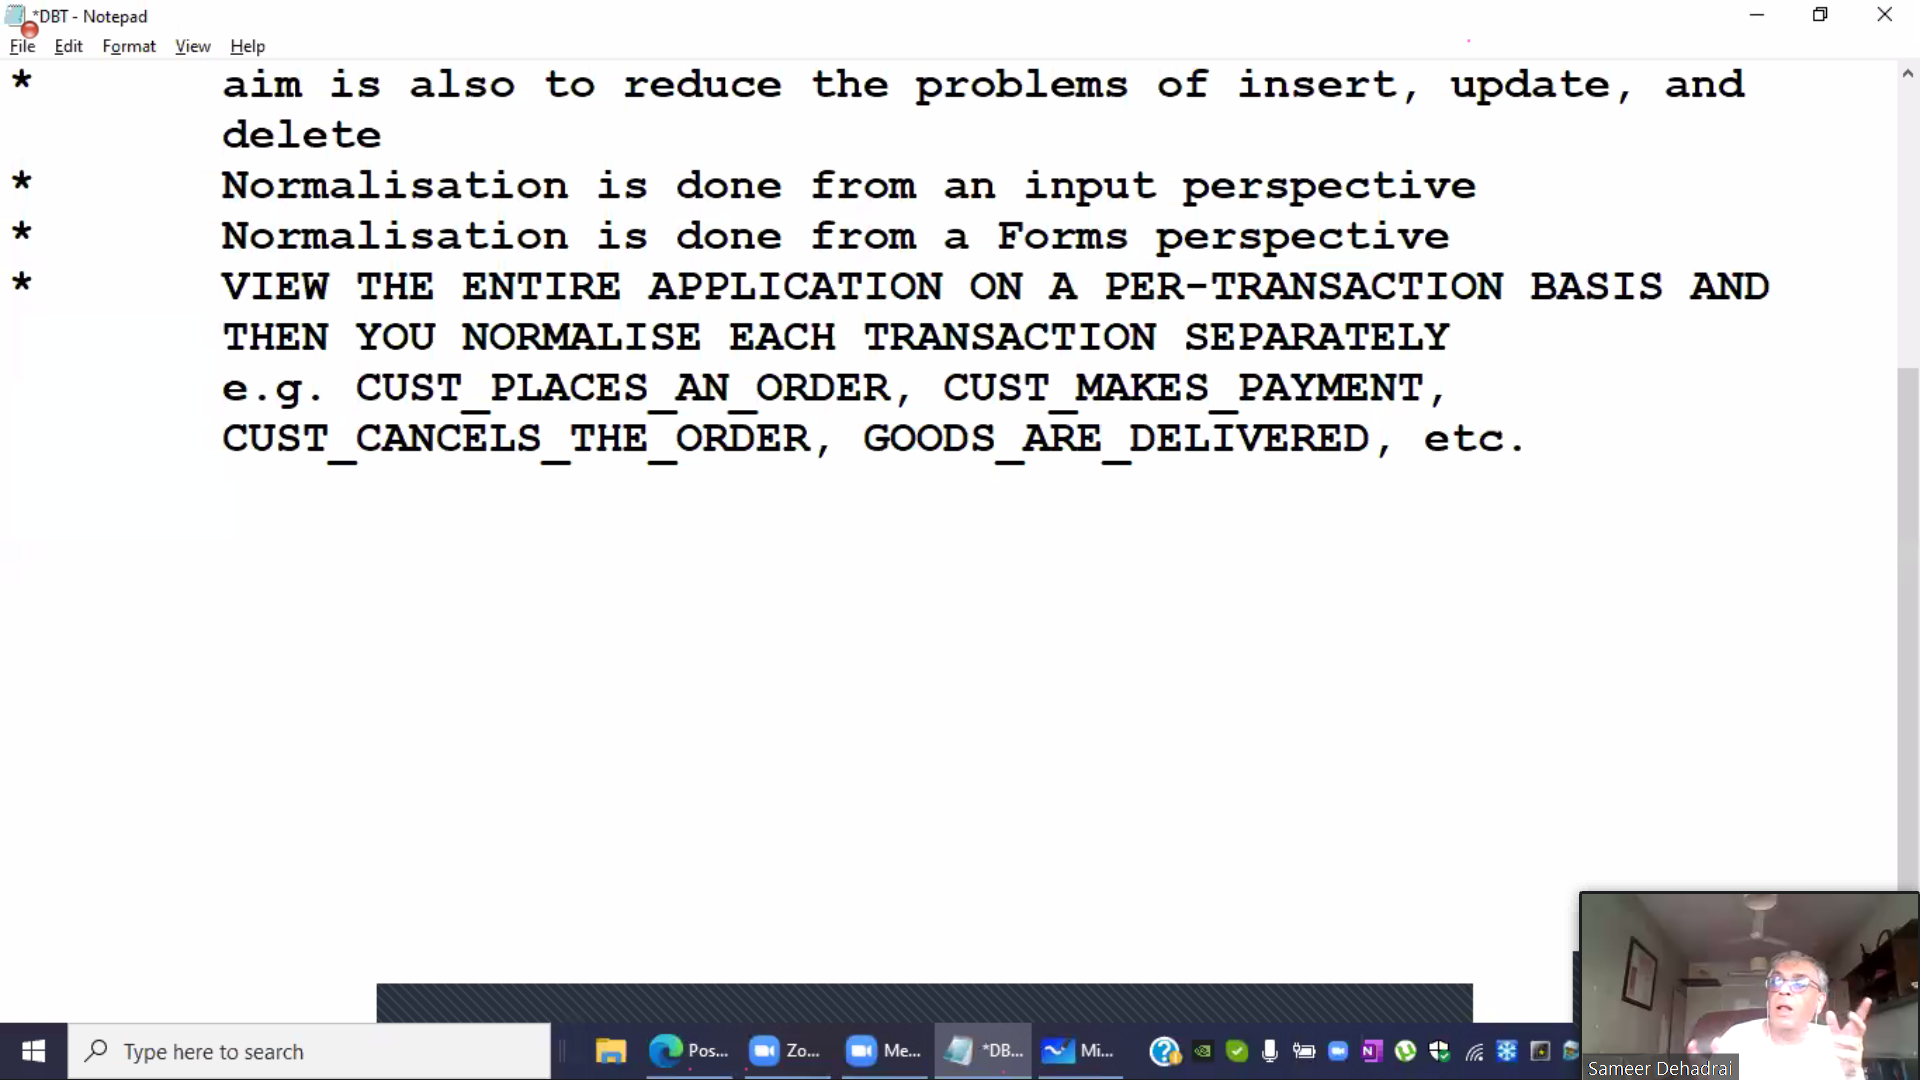 *DBT - Notepad
File Edit Format View Help
* aim is also to reduce the problems of insert, update, and
delete
* Normalisation is done from an input perspective
* Normalisation is done from a Forms perspective
* VIEW THE ENTIRE APPLICATION ON A PER-TRANSACTION BASIS AND
THEN YOU NORMALISE EACH TRANSACTION SEPARATELY
e.g. CUST_PLACES_AN_ORDER, CUST_MAKES_PAYMENT,
CUST_CANCELS_THE_ORDER, GOODS_ARE_DELIVERED, etc.
Type here to search Pos... Zo... Me... *DB... Mi...
Sameer Dehadrai